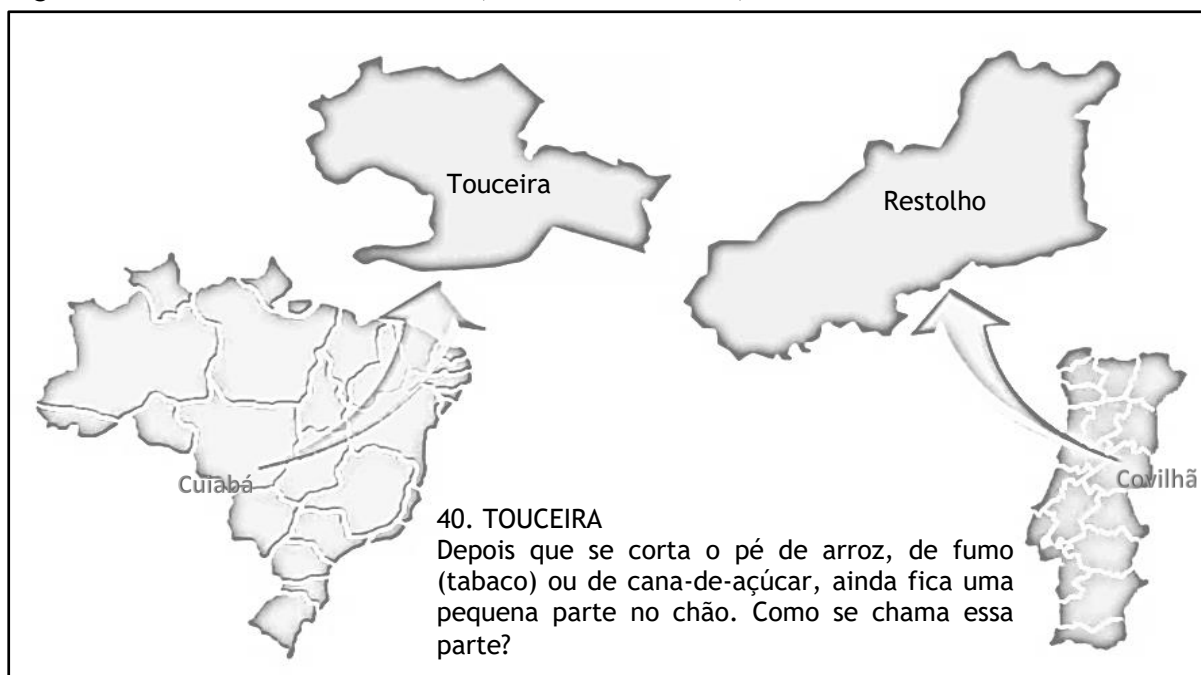 Touceira
Restolho
Cuiabá
Covilhã
40. TOUCEIRA
Depois que se corta o pé de arroz, de fumo
(tabaco) ou de cana-de-açúcar, ainda fica uma
pequena parte no chão. Como se chama essa
parte?